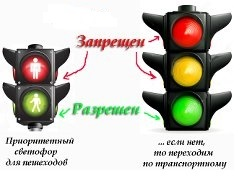 Запрещен
Разрешен
Приоритетный
светофор
для пешеходов
... если нет,
то переходим
по транспортному